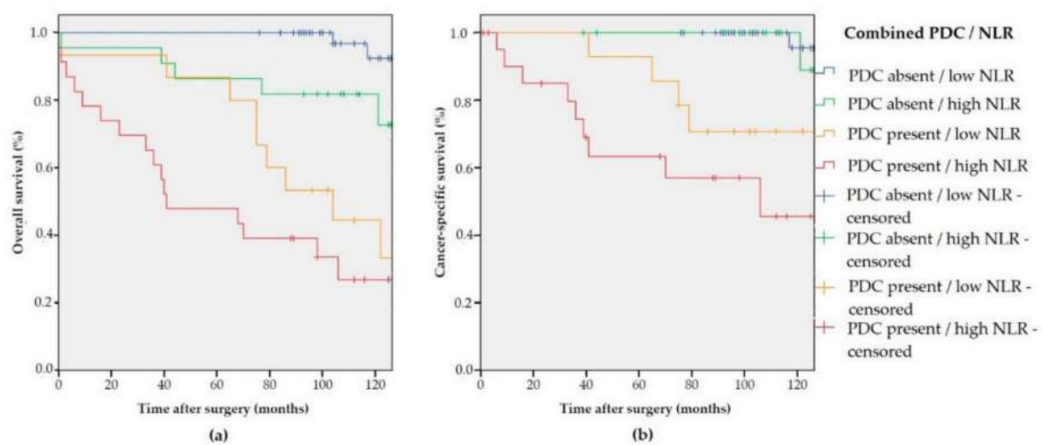 Overall survival (%)
1.0
0.8
0.6
0.4
0.2
0.0
0 20 40 60 80 100 120
Time after surgery (months)
(a)
Cancer-specific survival (%)
1.0
0.8
0.6
0.4
0.2
0.0
0 20 40 60 80 100 120
Time after surgery (months)
(b)
Combined PDC / NLR
PDC absent / low NLR
PDC absent / high NLR
PDC present / low NLR
PDC present / high NLR
PDC absent / low NLR -
censored
PDC absent / high NLR -
censored
PDC present / low NLR -
censored
PDC present / high NLR -
censored